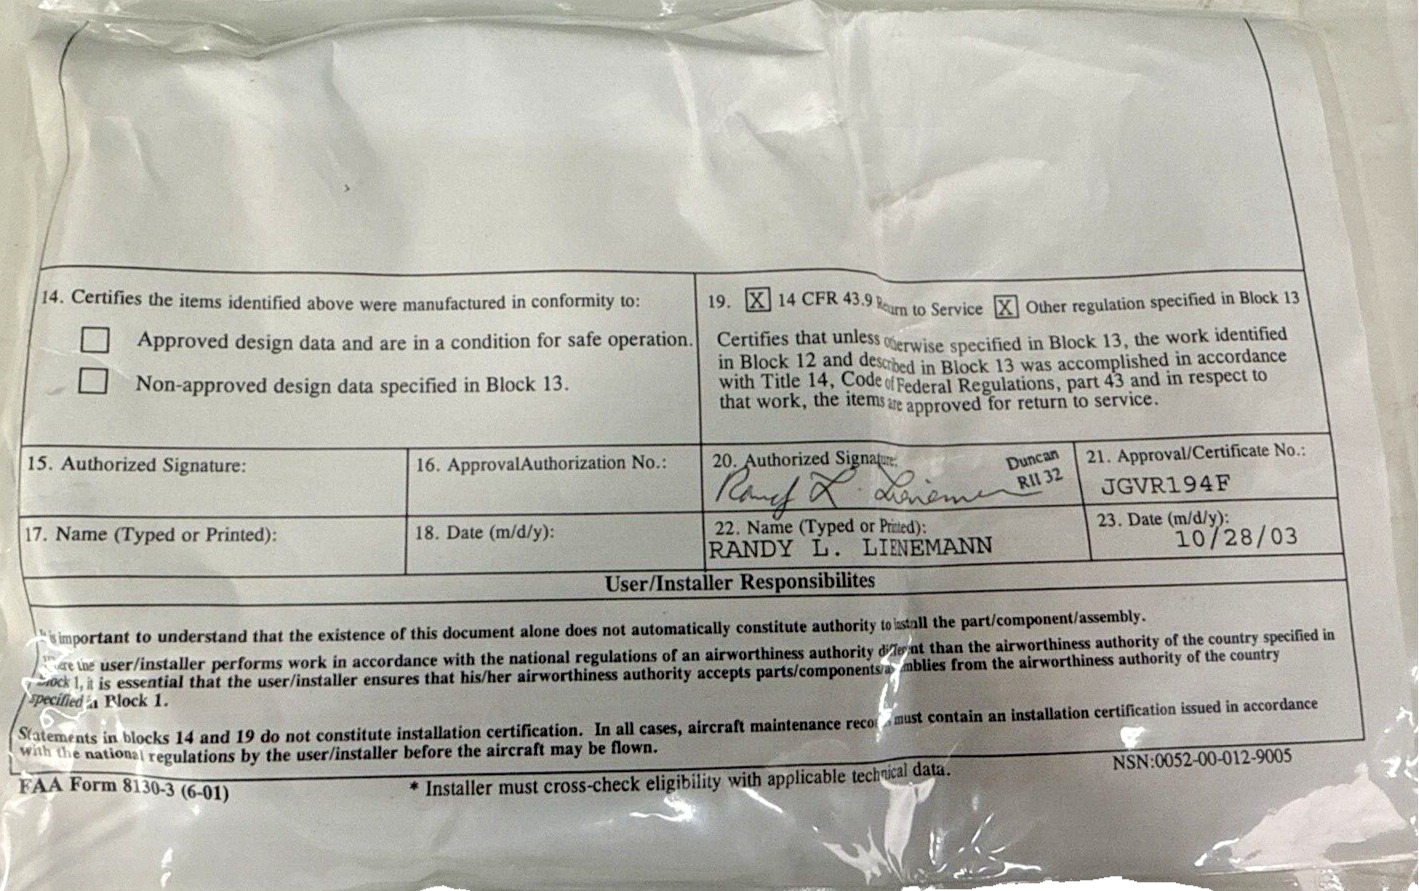 14. Certifies the items identified above were manufactured in conformity to:
Approved design data and are in a condition for safe operation.
Non-approved design data specified in Block 13.
19. X 14 CFR 43.9 Return to Service X Other regulation specified in Block 13
Certifies that unless otherwise specified in Block 13, the work identified
in Block 12 and described in Block 13 was accomplished in accordance
with Title 14, Code of Federal Regulations, part 43 and in respect to
that work, the items are approved for return to service.
15. Authorized Signature:
16. ApprovalAuthorization No.:
20. Authorized Signature:
Randy L. Lienemann
Duncan
RII 32
21. Approval/Certificate No.:
JGVR194F
17. Name (Typed or Printed):
18. Date (m/d/y):
22. Name (Typed or Printed):
RANDY L. LIENEMANN
23. Date (m/d/y):
10/28/03
User/Installer Responsibilites
It is important to understand that the existence of this document alone does not automatically constitute authority to install the part/component/assembly.
the user/installer performs work in accordance with the national regulations of an airworthiness authority different than the airworthiness authority of the country specified in
Block 1, it is essential that the user/installer ensures that his/her airworthiness authority accepts parts/components/assemblies from the airworthiness authority of the country
specified in Block 1.
Statements in blocks 14 and 19 do not constitute installation certification. In all cases, aircraft maintenance records must contain an installation certification issued in accordance
with the national regulations by the user/installer before the aircraft may be flown.
FAA Form 8130-3 (6-01)
* Installer must cross-check eligibility with applicable technical data.
NSN:0052-00-012-9005